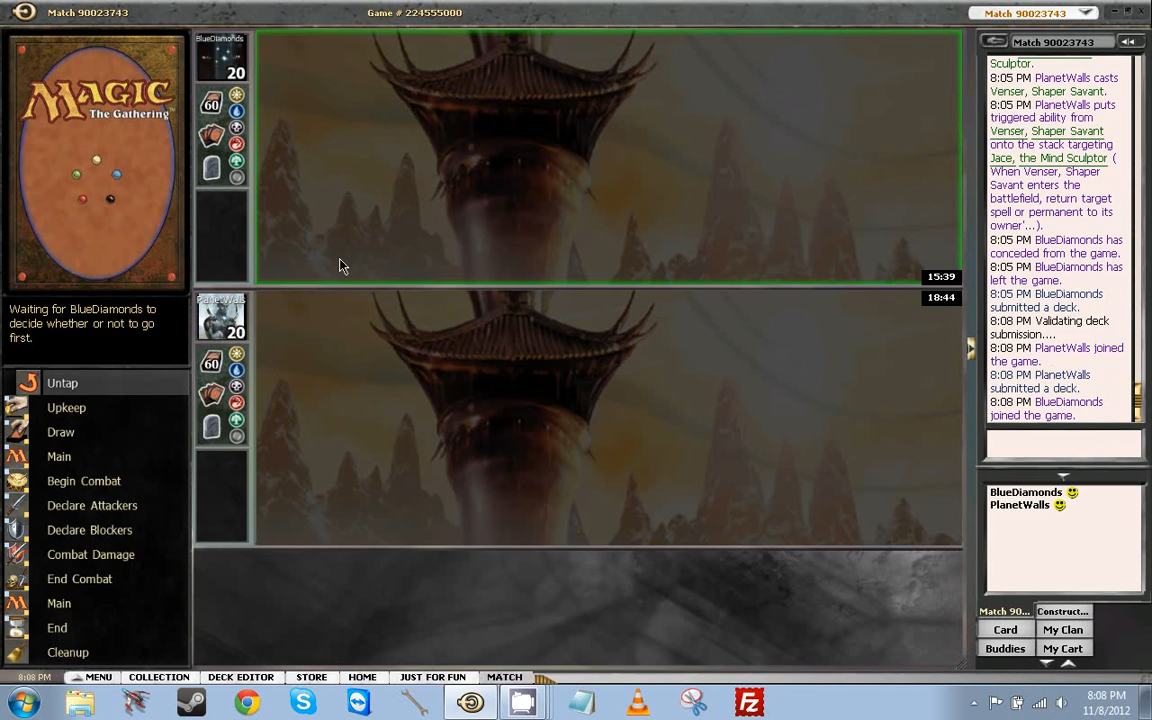 Match 90023743
Game # 224555000
Match 90023743
MAGIC
The Gathering
Waiting for BlueDiamonds to
decide whether or not to go
first.
Untap
Upkeep
Draw
Main
Begin Combat
Declare Attackers
Declare Blockers
Combat Damage
End Combat
Main
End
Cleanup
BlueDiamonds
20
60
15:39
PlanetWalls
20
60
18:44
Match 90023743
Sculptor.
8:05 PM PlanetWalls casts
Venser, Shaper Savant.
8:05 PM PlanetWalls puts
triggered ability from
Venser, Shaper Savant
onto the stack targeting
Jace, the Mind Sculptor (
When Venser, Shaper
Savant enters the
battlefield, return target
spell or permanent to its
owner'...).
8:05 PM BlueDiamonds has
conceded from the game.
8:05 PM BlueDiamonds has
left the game.
8:05 PM BlueDiamonds
submitted a deck.
8:08 PM Validating deck
submission....
8:08 PM PlanetWalls joined
the game.
8:08 PM PlanetWalls
submitted a deck.
8:08 PM BlueDiamonds
joined the game.
BlueDiamonds
PlanetWalls
Match 90... Construct...
Card My Clan
Buddies My Cart
8:08 PM MENU COLLECTION DECK EDITOR STORE HOME JUST FOR FUN MATCH
Fz
8:08 PM
11/8/2012